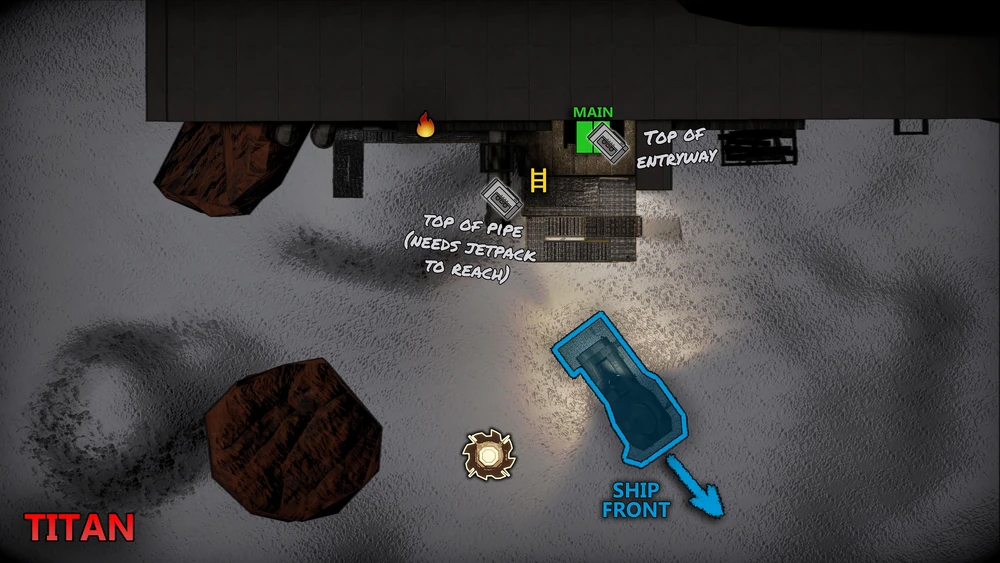 MAIN
TOP OF
ENTRYWAY
TOP OF PIPE
(NEEDS JETPACK
TO REACH)
SHIP
FRONT
TITAN